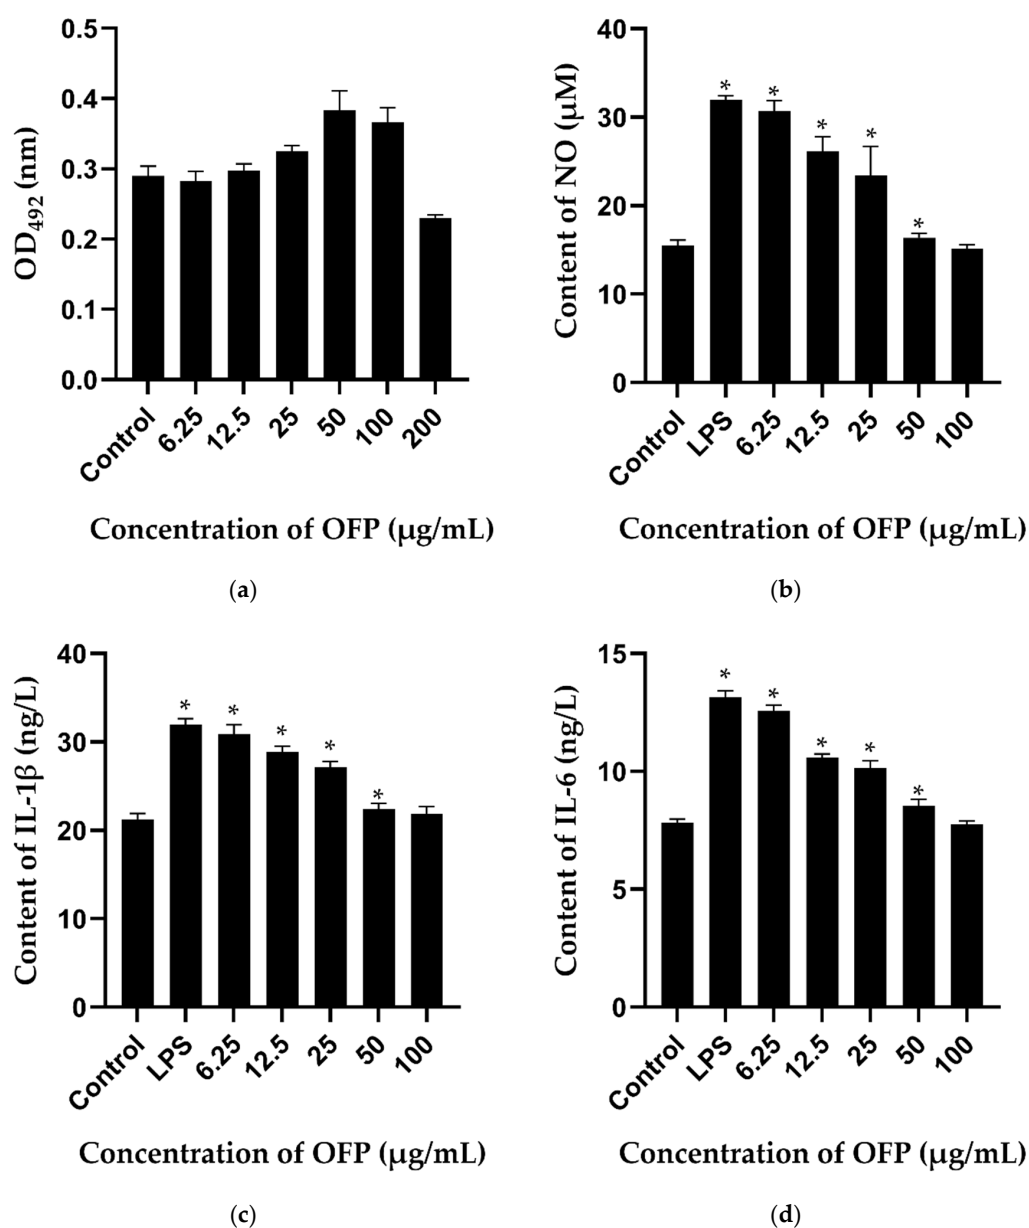 0.5
0.4
0.3
0.2
0.1
0.0
OD492 (nm)
Control
6.25
12.5
25
50
100
200
Concentration of OFP (μg/mL)
(a)
40
30
20
10
0
Content of NO (μM)
*
*
*
*
*
Control
LPS
6.25
12.5
25
50
100
Concentration of OFP (μg/mL)
(b)
40
30
20
10
0
Content of IL-1β (ng/L)
*
*
*
*
*
Control
LPS
6.25
12.5
25
50
100
Concentration of OFP (μg/mL)
(c)
15
10
5
0
Content of IL-6 (ng/L)
*
*
*
*
*
Control
LPS
6.25
12.5
25
50
100
Concentration of OFP (μg/mL)
(d)